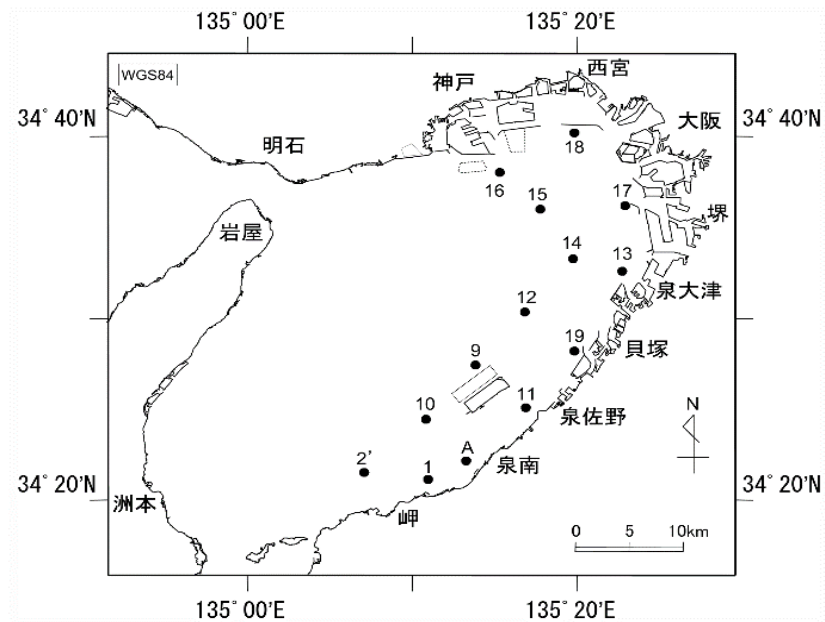 135°00'E 135°20'E
WGS84
神戸 西宮
34°40'N 34°40'N
明石 大阪
18
16
15 17
堺
岩屋
14 13
泉大津
12
19 貝塚
9
11
10 泉佐野
N
A
2' 1 泉南
34°20'N 34°20'N
洲本
岬
0 5 10km
135°00'E 135°20'E